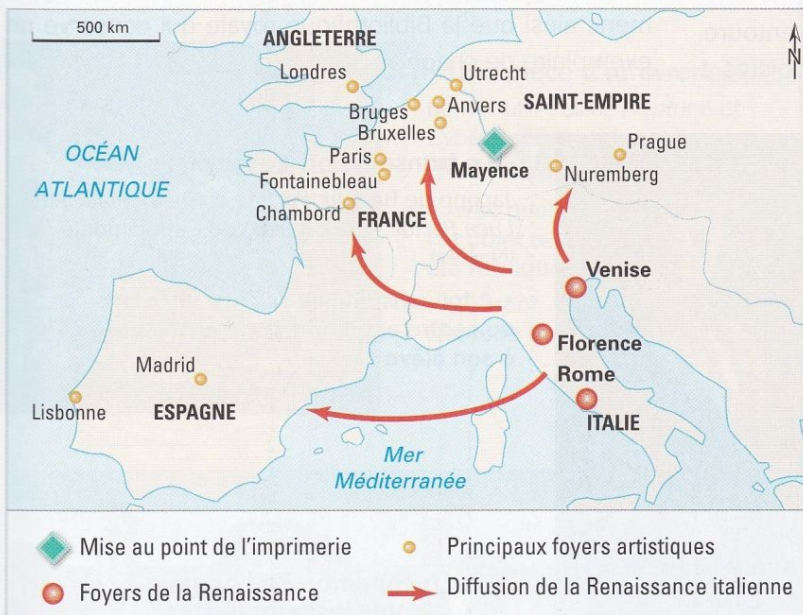 500 km
N
ANGLETERRE
Londres
Utrecht
Bruges
Anvers
SAINT-EMPIRE
Bruxelles
OCÉAN
ATLANTIQUE
Paris
Mayence
Prague
Fontainebleau
Nuremberg
Chambord
FRANCE
Venise
Florence
Madrid
Rome
Lisbonne
ESPAGNE
ITALIE
Mer
Méditerranée
Mise au point de l'imprimerie
Principaux foyers artistiques
Foyers de la Renaissance
Diffusion de la Renaissance italienne